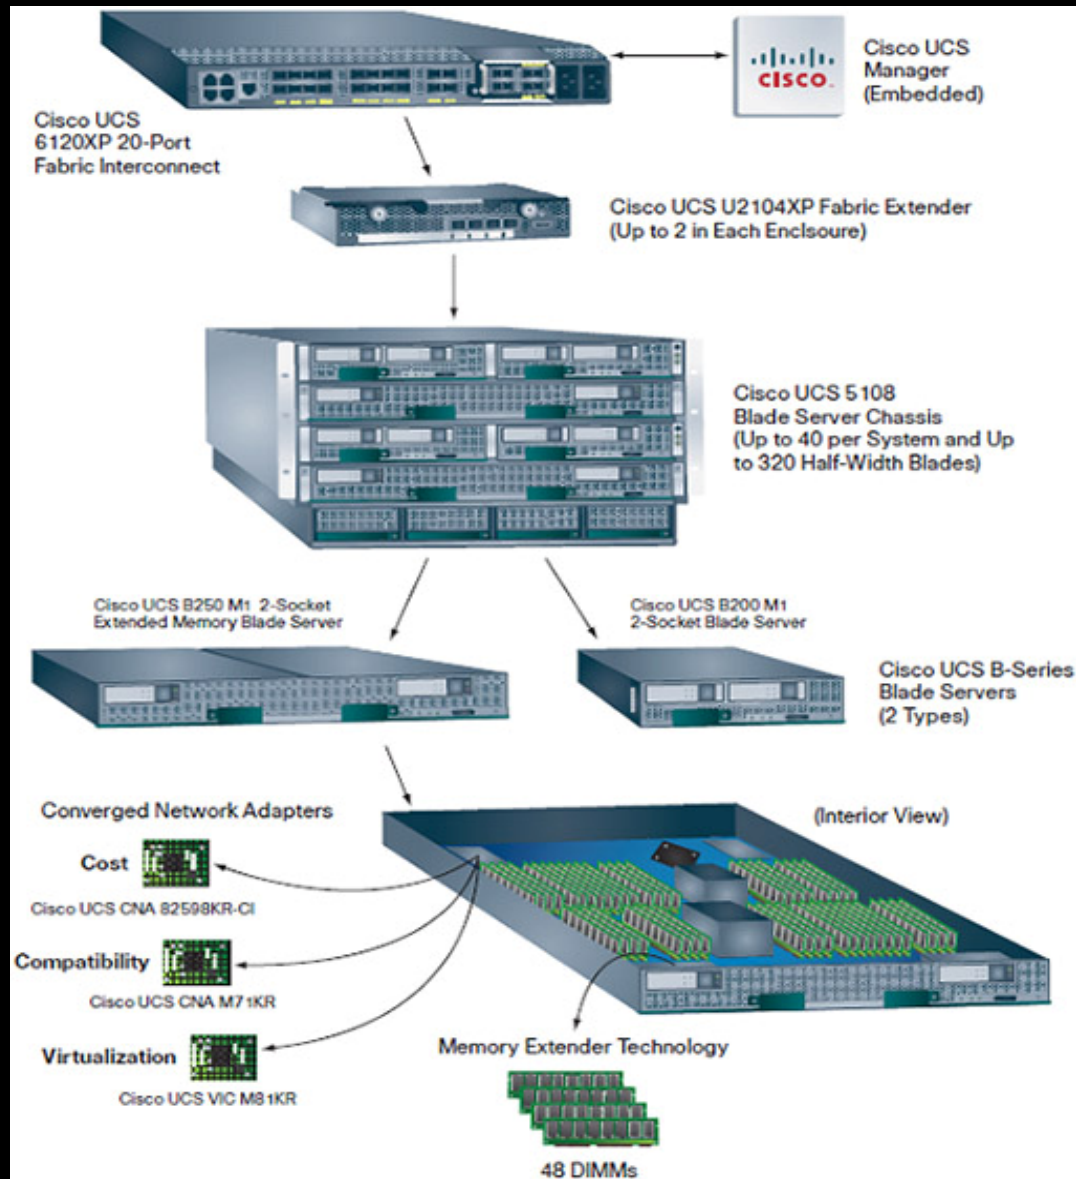 CISCO
Cisco UCS
Manager
(Embedded)
Cisco UCS
6120XP 20-Port
Fabric Interconnect
Cisco UCS U2104XP Fabric Extender
(Up to 2 in Each Enclsoure)
Cisco UCS 5108
Blade Server Chassis
(Up to 40 per System and Up
to 320 Half-Width Blades)
Cisco UCS B250 M1 2-Socket
Extended Memory Blade Server
Cisco UCS B200 M1
2-Socket Blade Server
Cisco UCS B-Series
Blade Servers
(2 Types)
Converged Network Adapters
(Interior View)
Cost
Cisco UCS CNA 82598KR-CI
Compatibility
Cisco UCS CNA M71KR
Virtualization
Cisco UCS VIC M81KR
Memory Extender Technology
48 DIMMs